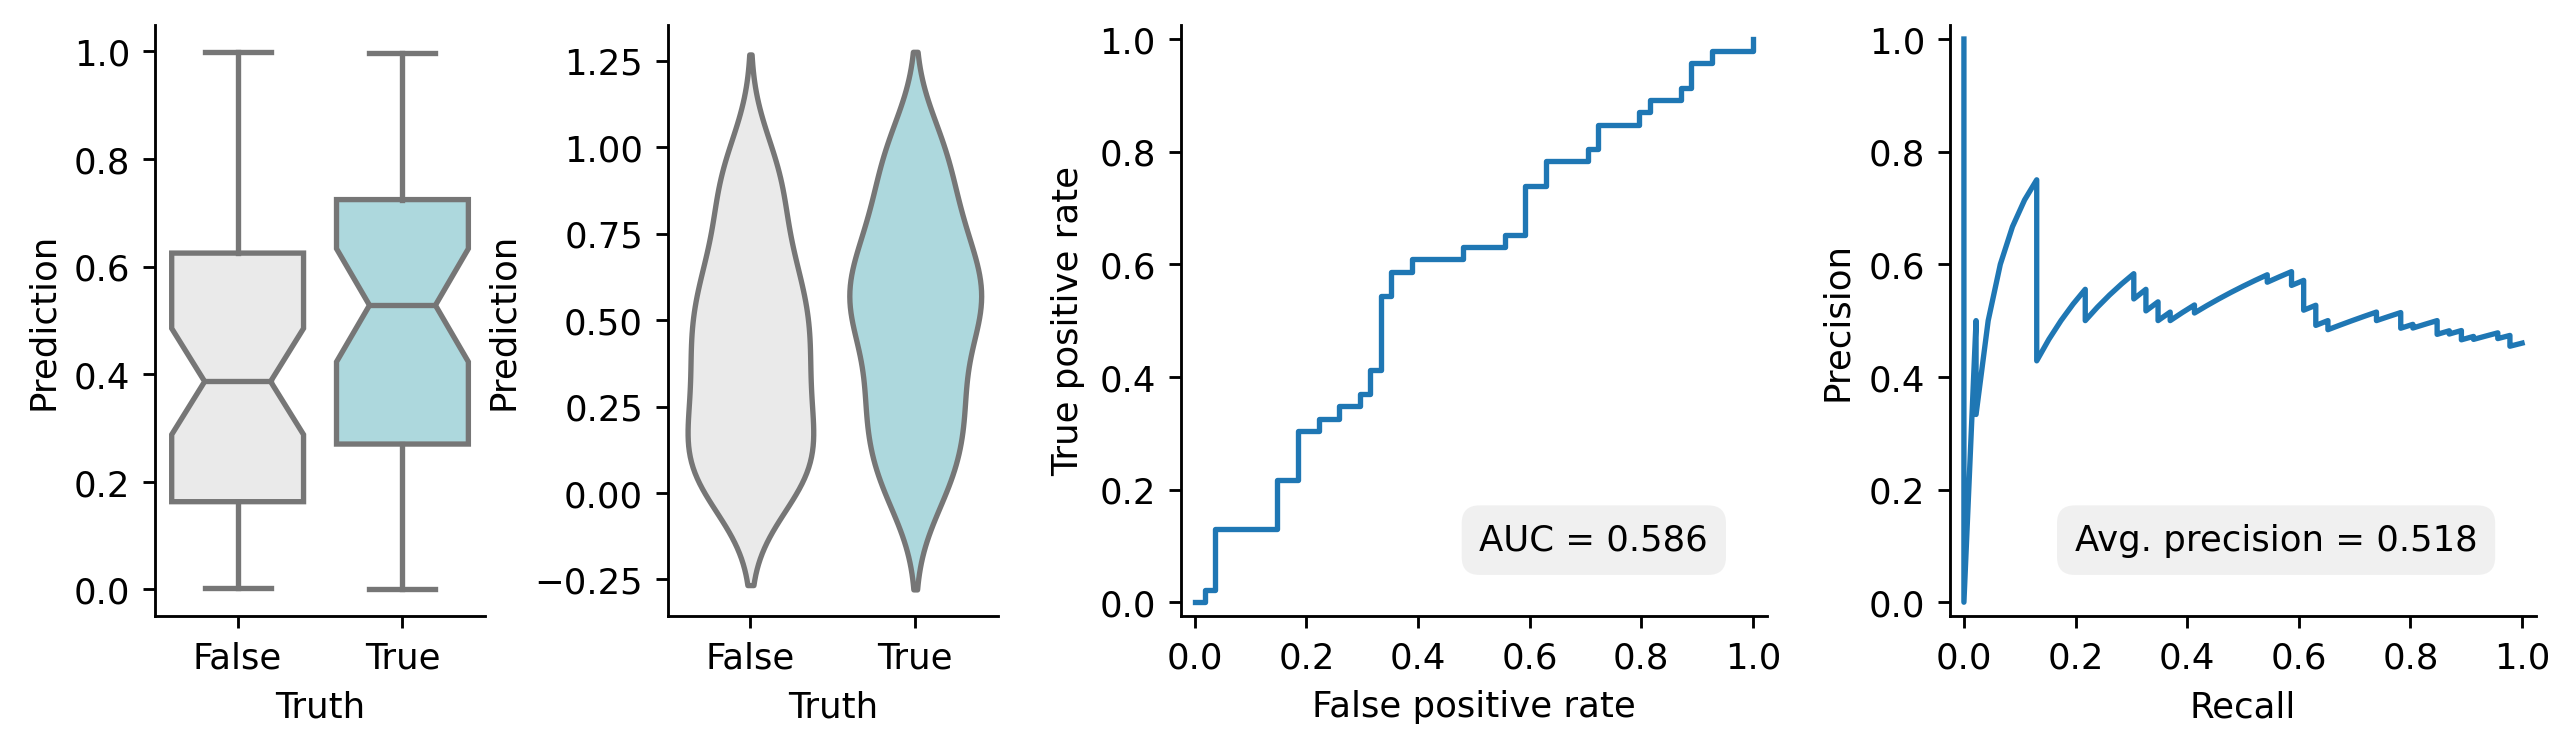 Prediction
1.0
0.8
0.6
0.4
0.2
0.0
False
True
Truth
Prediction
1.25
1.00
0.75
0.50
0.25
0.00
−0.25
False
True
Truth
True positive rate
1.0
0.8
0.6
0.4
0.2
0.0
AUC = 0.586
0.0 0.2 0.4 0.6 0.8 1.0
False positive rate
Precision
1.0
0.8
0.6
0.4
0.2
0.0
Avg. precision = 0.518
0.0 0.2 0.4 0.6 0.8 1.0
Recall